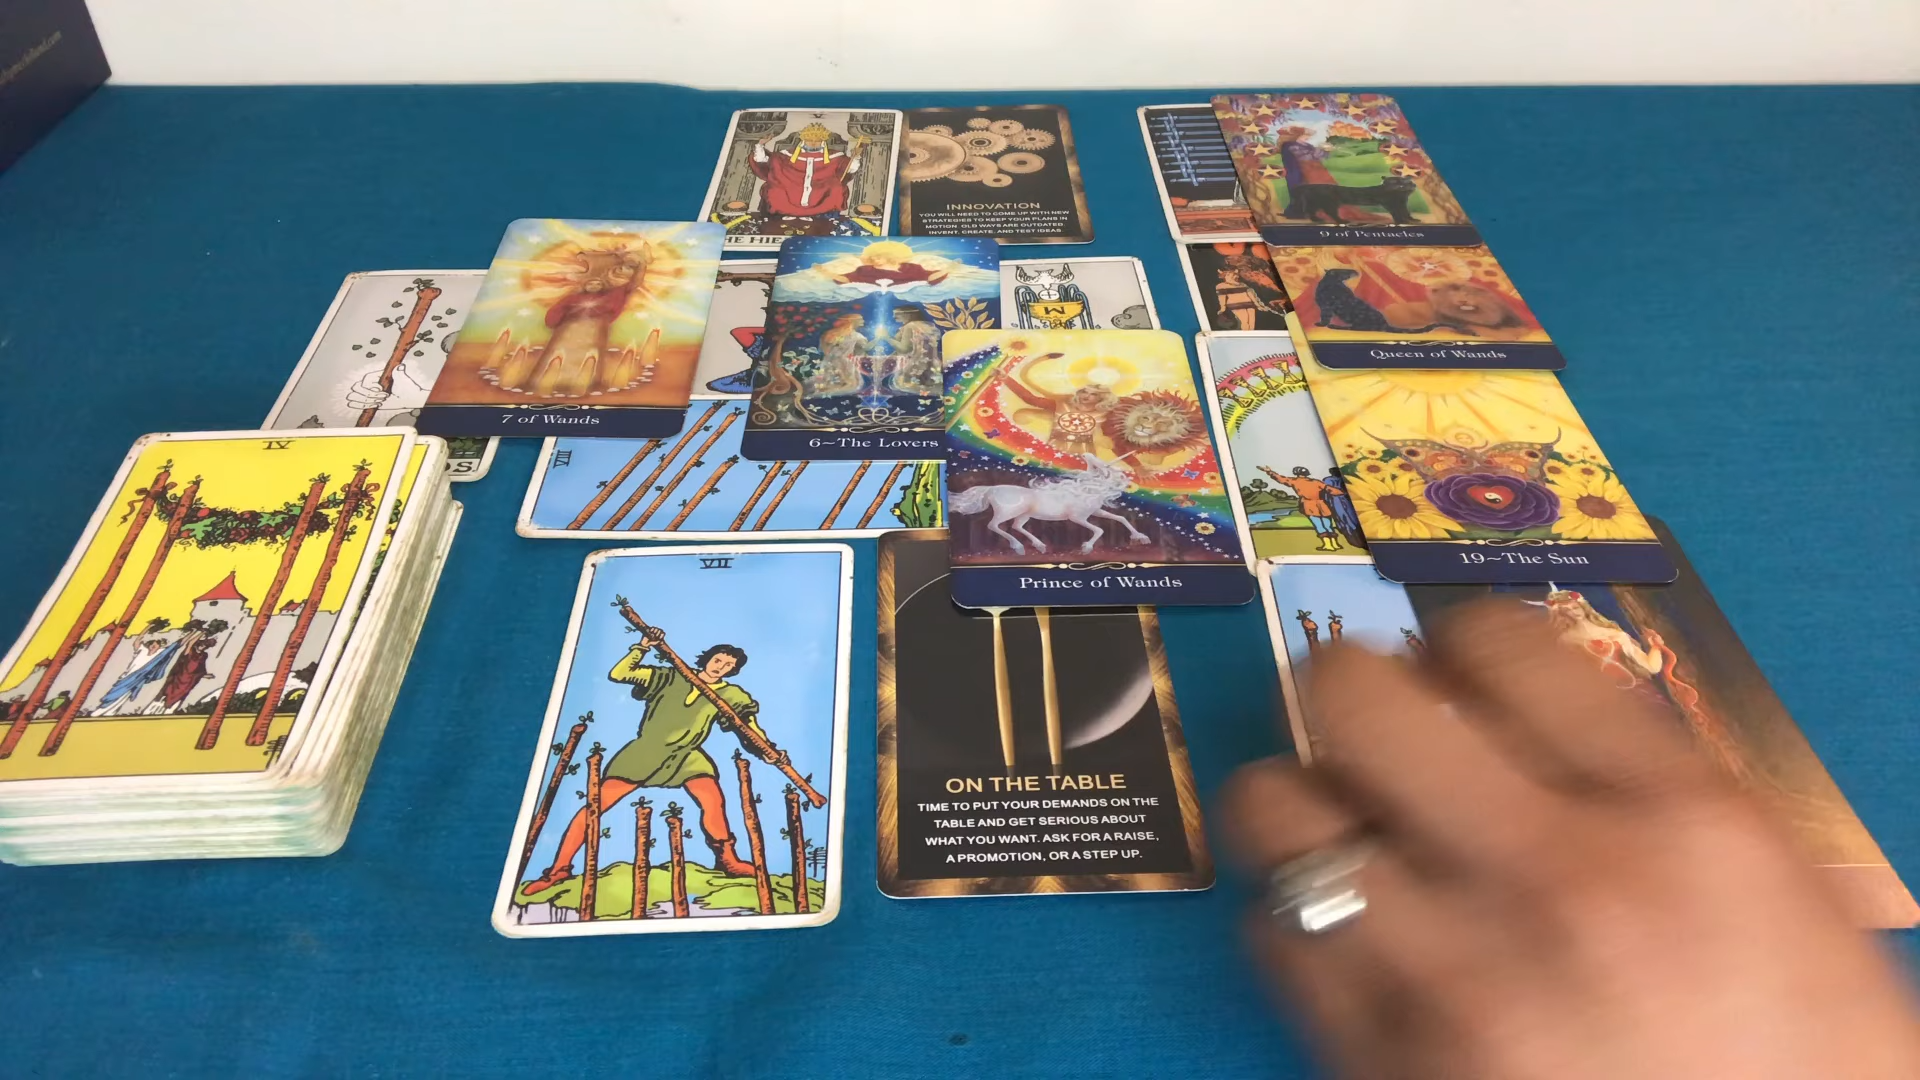 V
THE HIE
INNOVATION
YOU WILL NEED TO COME UP WITH NEW
STRATEGIES TO KEEP YOUR PLANS IN
MOTION. OLD WAYS ARE OUTDATED.
INVENT, CREATE, AND TEST IDEAS
9 of Pentacles
Queen of Wands
7 of Wands
6~The Lovers
19~The Sun
Prince of Wands
IV
VIII
VII
ON THE TABLE
TIME TO PUT YOUR DEMANDS ON THE
TABLE AND GET SERIOUS ABOUT
WHAT YOU WANT. ASK FOR A RAISE,
A PROMOTION, OR A STEP UP.